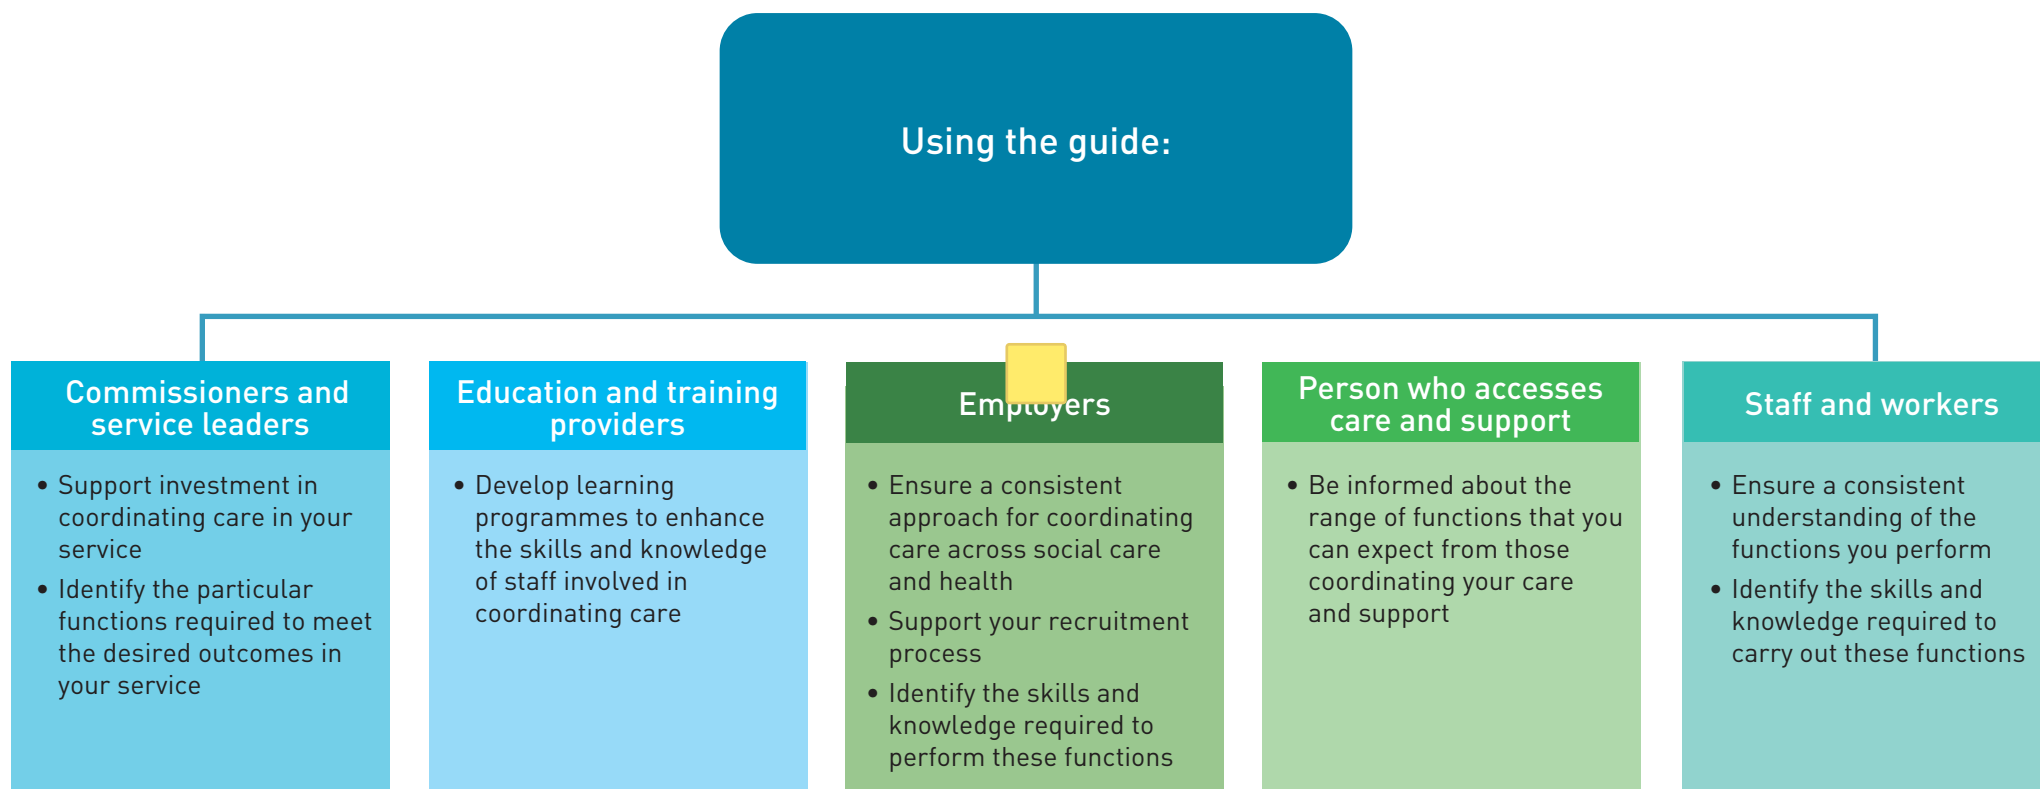 Using the guide:
Commissioners and
service leaders
• Support investment in
coordinating care in your
service
• Identify the particular
functions required to meet
the desired outcomes in
your service
Education and training
providers
• Develop learning
programmes to enhance
the skills and knowledge
of staff involved in
coordinating care
Employers
• Ensure a consistent
approach for coordinating
care across social care
and health
• Support your recruitment
process
• Identify the skills and
knowledge required to
perform these functions
Person who accesses
care and support
• Be informed about the
range of functions that you
can expect from those
coordinating your care
and support
Staff and workers
• Ensure a consistent
understanding of the
functions you perform
• Identify the skills and
knowledge required to
carry out these functions